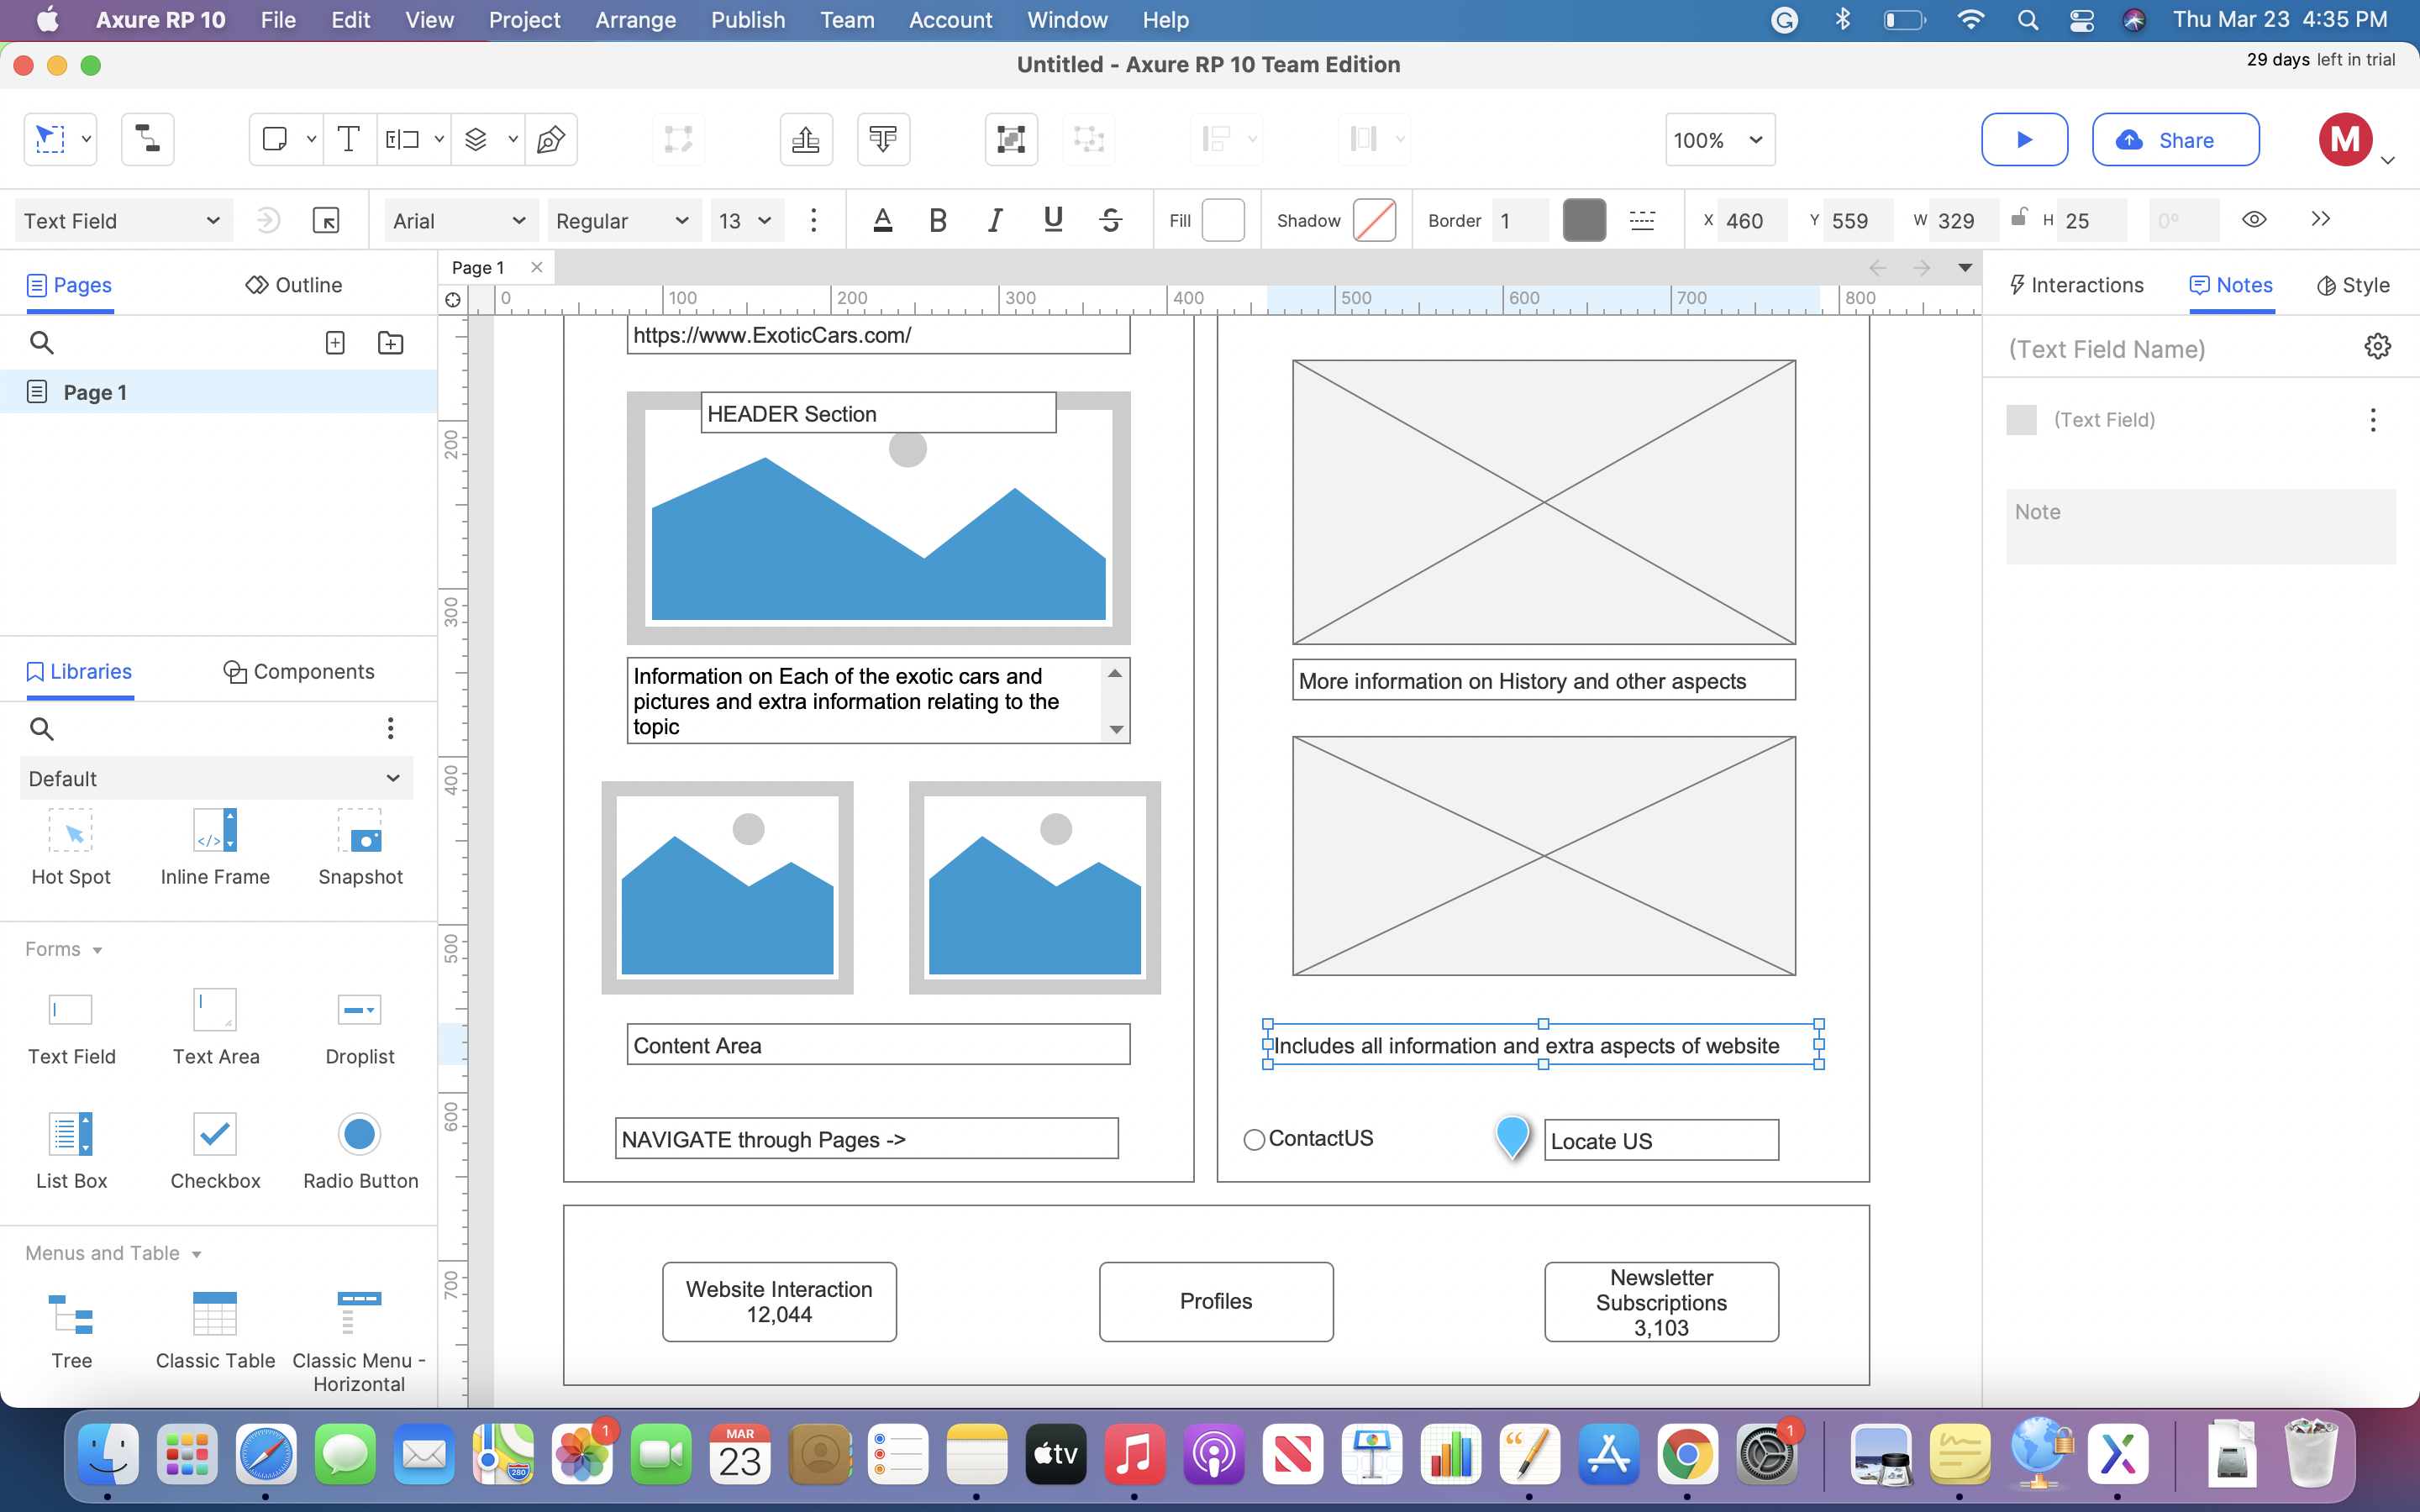 Axure RP 10 File Edit View Project Arrange Publish Team Account Window Help Thu Mar 23 4:35 PM
Untitled - Axure RP 10 Team Edition
29 days left in trial
100%
Share
M
Text Field
Arial
Regular
13
Fill
Shadow
Border 1
X 460
Y 559
W 329
H 25
0°
Pages
Outline
Page 1
Page 1
Libraries
Components
Default
Hot Spot
Inline Frame
Snapshot
Forms
Text Field
Text Area
Droplist
List Box
Checkbox
Radio Button
Menus and Table
Tree
Classic Table
Classic Menu -
Horizontal
0 100 200 300 400 500 600 700 800
200
300
400
500
600
700
https://www.ExoticCars.com/
HEADER Section
Information on Each of the exotic cars and
pictures and extra information relating to the
topic
Content Area
NAVIGATE through Pages ->
More information on History and other aspects
Includes all information and extra aspects of website
ContactUS
Locate US
Website Interaction
12,044
Profiles
Newsletter
Subscriptions
3,103
Interactions
Notes
Style
(Text Field Name)
(Text Field)
Note
280
1
MAR
23
tv
1